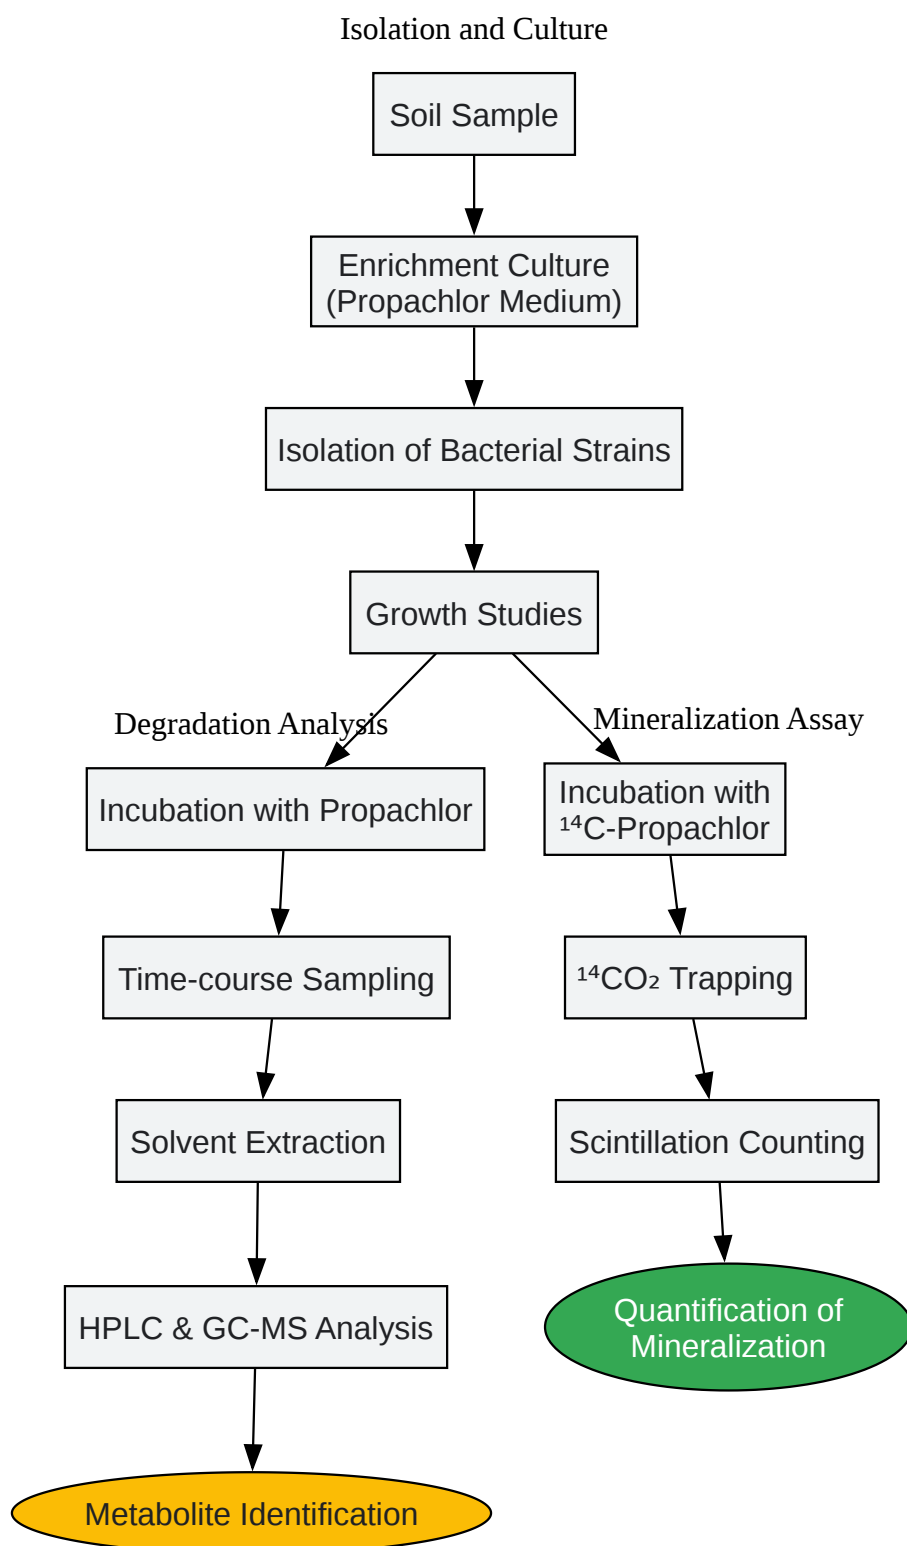 Isolation and Culture
Soil Sample
Enrichment Culture
(Propachlor Medium)
Isolation of Bacterial Strains
Growth Studies
Degradation Analysis
Incubation with Propachlor
Time-course Sampling
Solvent Extraction
HPLC & GC-MS Analysis
Metabolite Identification
Mineralization Assay
Incubation with
¹⁴C-Propachlor
¹⁴CO₂ Trapping
Scintillation Counting
Quantification of
Mineralization